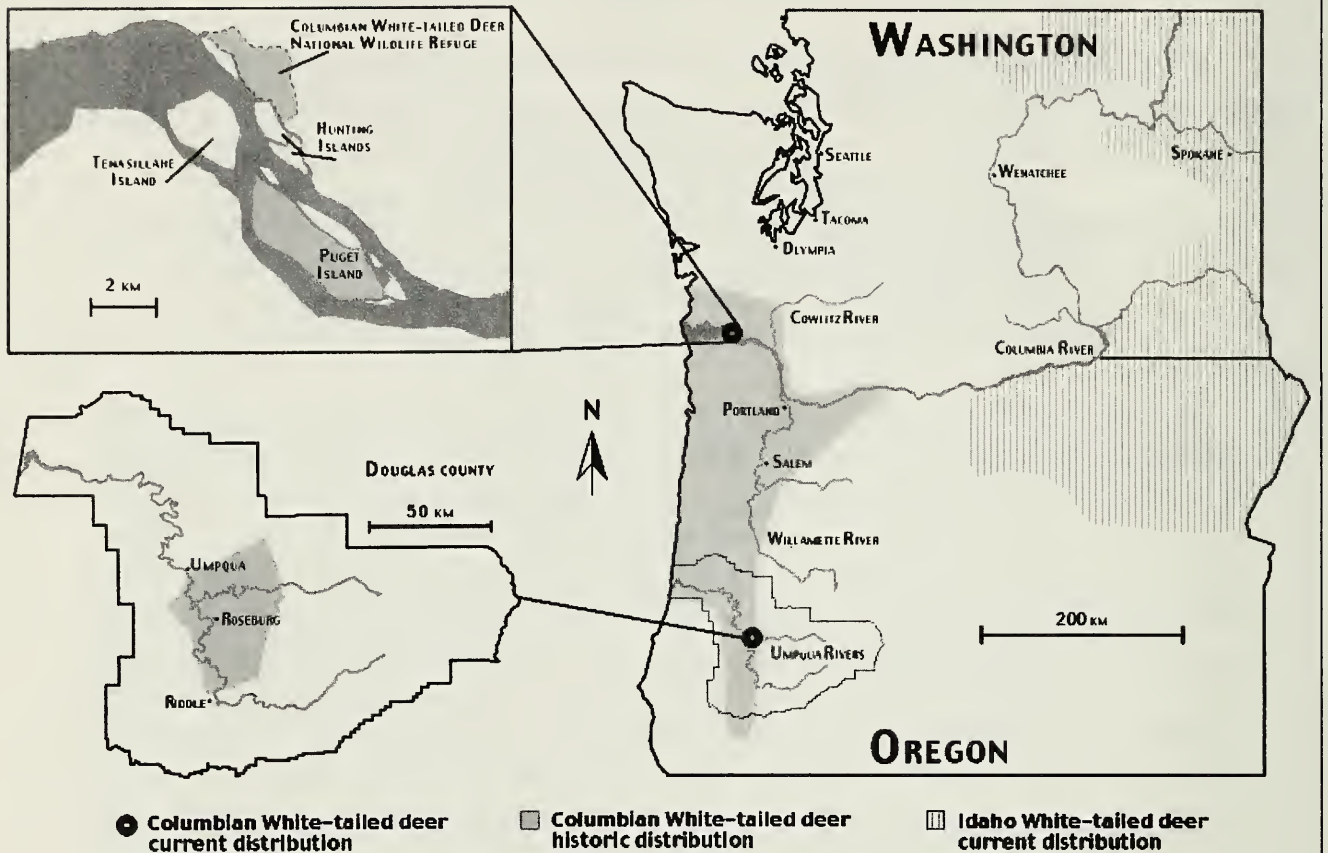 COLUMBIAN WHITE-TAILED DEER
NATIONAL WILDLIFE REFUGE
HUNTING
ISLANDS
TENASILLAHE
ISLAND
PUGET
ISLAND
2 KM
WASHINGTON
SEATTLE
TACOMA
OLYMPIA
WENATCHEE
SPOKANE
COWLITZ RIVER
COLUMBIA RIVER
PORTLAND
SALEM
WILLAMETTE RIVER
UMPQUA RIVERS
200 KM
OREGON
N
DOUGLAS COUNTY
50 KM
UMPQUA
ROSEBURG
RIDDLE
Columbian White-tailed deer
current distribution
Columbian White-tailed deer
historic distribution
Idaho White-tailed deer
current distribution